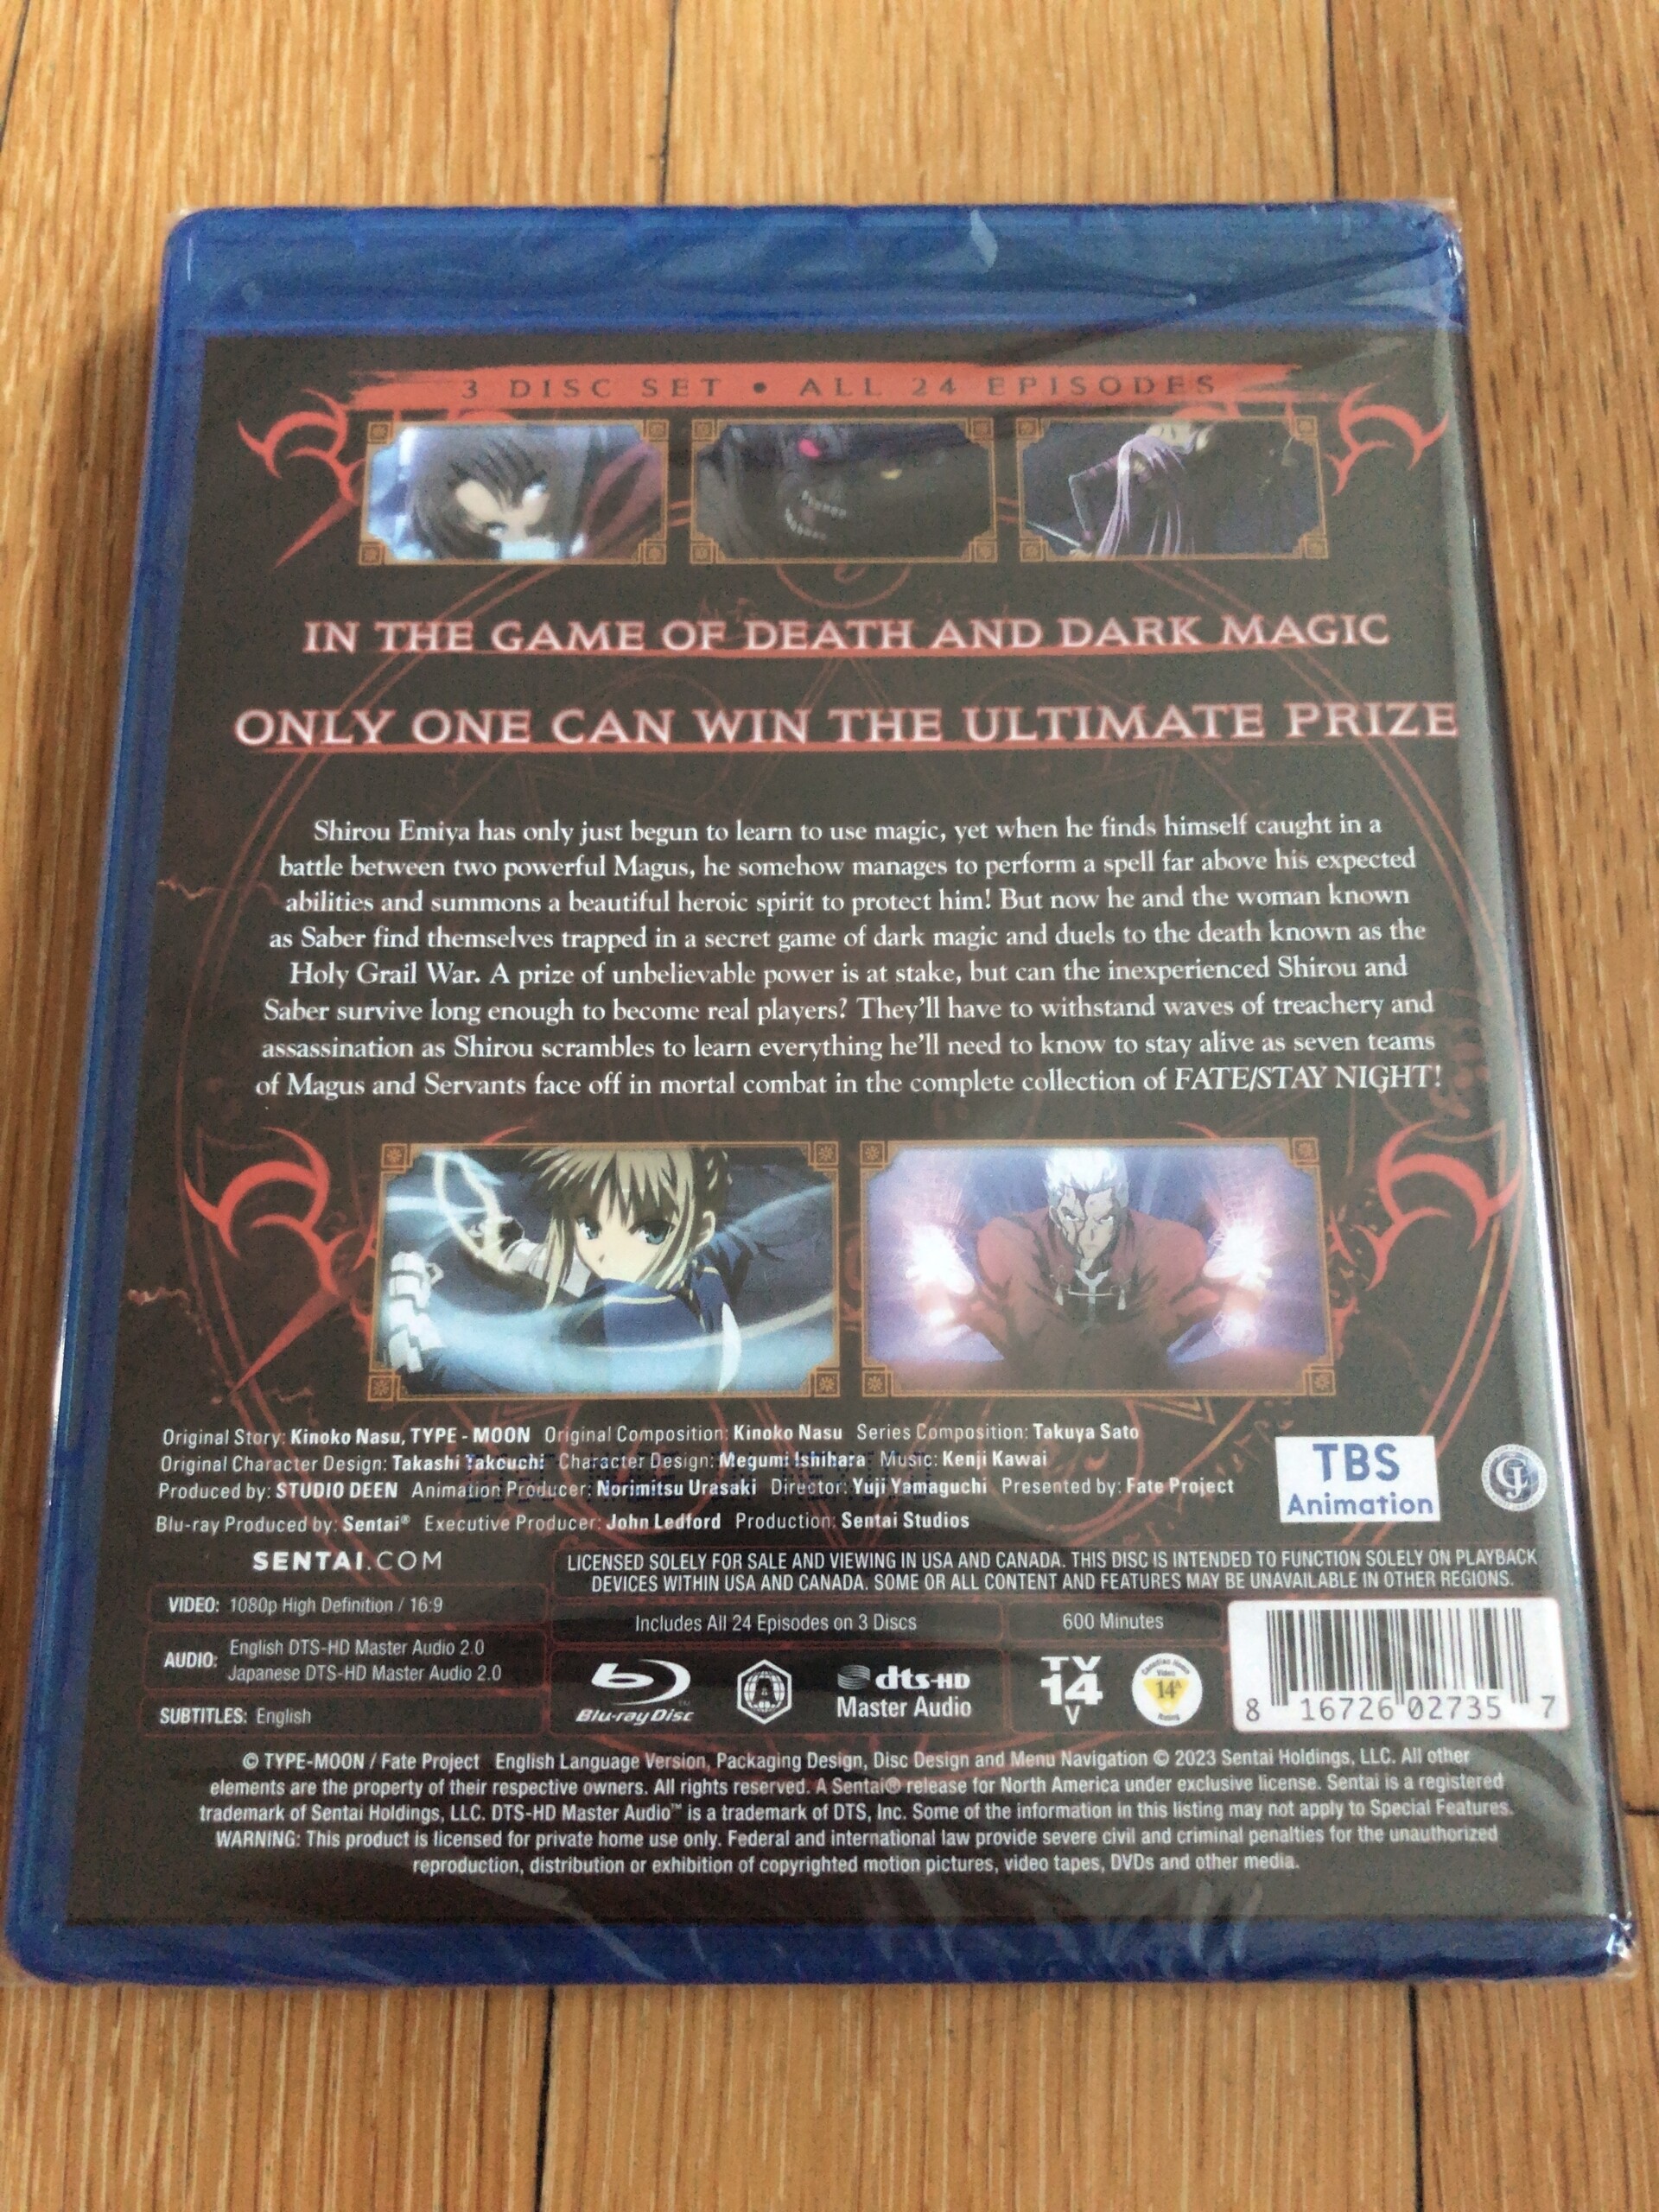 3 DISC SET • ALL 24 EPISODES
IN THE GAME OF DEATH AND DARK MAGIC
ONLY ONE CAN WIN THE ULTIMATE PRIZE
Shirou Emiya has only just begun to learn to use magic, yet when he finds himself caught in a
battle between two powerful Magus, he somehow manages to perform a spell far above his expected
abilities and summons a beautiful heroic spirit to protect him! But now he and the woman known
as Saber find themselves trapped in a secret game of dark magic and duels to the death known as the
Holy Grail War. A prize of unbelievable power is at stake, but can the inexperienced Shirou and
Saber survive long enough to become real players? They'll have to withstand waves of treachery and
assassination as Shirou scrambles to learn everything he'll need to know to stay alive as seven teams
of Magus and Servants face off in mortal combat in the complete collection of FATE/STAY NIGHT!
Original Story: Kinoko Nasu, TYPE - MOON Original Composition: Kinoko Nasu Series Composition: Takuya Sato
Original Character Design: Takashi Takeuchi Character Design: Megumi Ishihara Music: Kenji Kawai
Produced by: STUDIO DEEN Animation Producer: Norimitsu Urasaki Director: Yuji Yamaguchi Presented by: Fate Project
Blu-ray Produced by: Sentai® Executive Producer: John Ledford Production: Sentai Studios
TBS
Animation
SENTAI.COM
LICENSED SOLELY FOR SALE AND VIEWING IN USA AND CANADA. THIS DISC IS INTENDED TO FUNCTION SOLELY ON PLAYBACK
DEVICES WITHIN USA AND CANADA. SOME OR ALL CONTENT AND FEATURES MAY BE UNAVAILABLE IN OTHER REGIONS.
VIDEO: 1080p High Definition / 16:9
Includes All 24 Episodes on 3 Discs
600 Minutes
AUDIO: English DTS-HD Master Audio 2.0
Japanese DTS-HD Master Audio 2.0
SUBTITLES: English
Blu-ray Disc
A
dts-HD
Master Audio
TV
14
V
Canadian Home
Video
14A
Rating
8 16726 02735 7
© TYPE-MOON / Fate Project English Language Version, Packaging Design, Disc Design and Menu Navigation © 2023 Sentai Holdings, LLC. All other
elements are the property of their respective owners. All rights reserved. A Sentai® release for North America under exclusive license. Sentai is a registered
trademark of Sentai Holdings, LLC. DTS-HD Master Audio™ is a trademark of DTS, Inc. Some of the information in this listing may not apply to Special Features.
WARNING: This product is licensed for private home use only. Federal and international law provide severe civil and criminal penalties for the unauthorized
reproduction, distribution or exhibition of copyrighted motion pictures, video tapes, DVDs and other media.